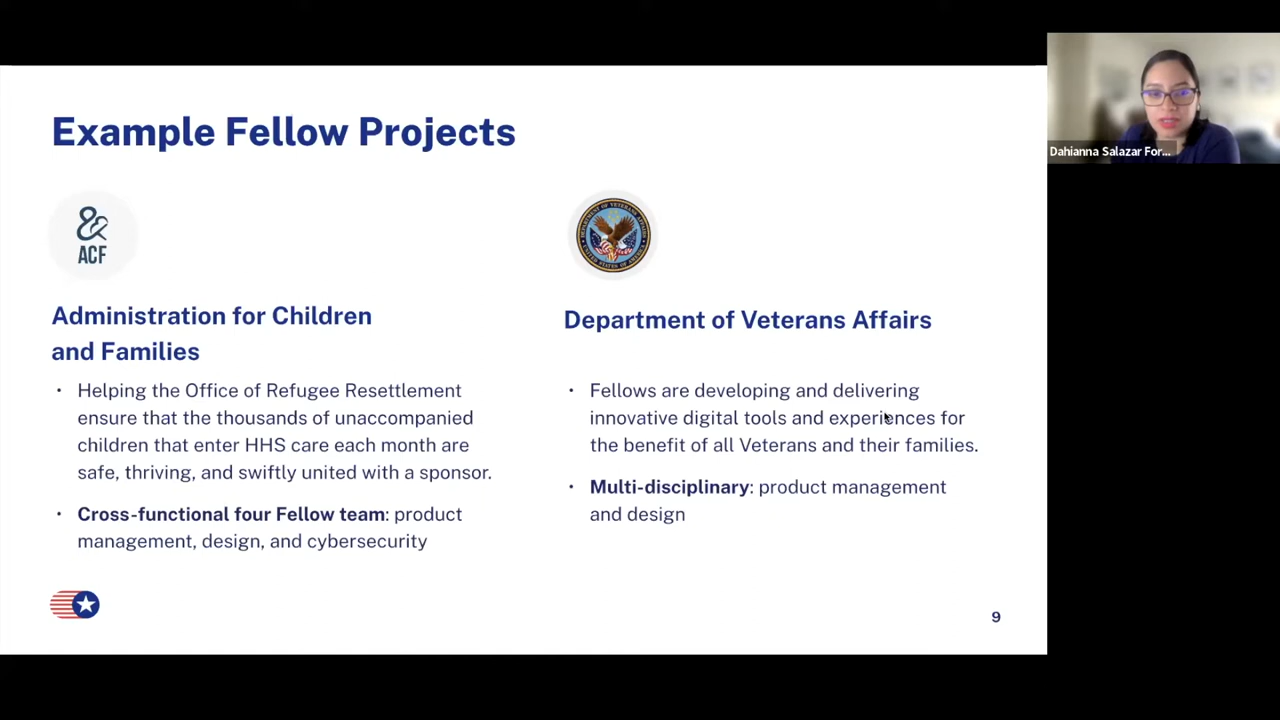 Example Fellow Projects
Dahianna Salazar For...
ACF
Administration for Children
and Families
Helping the Office of Refugee Resettlement
ensure that the thousands of unaccompanied
children that enter HHS care each month are
safe, thriving, and swiftly united with a sponsor.
Cross-functional four Fellow team: product
management, design, and cybersecurity
Department of Veterans Affairs
Fellows are developing and delivering
innovative digital tools and experiences for
the benefit of all Veterans and their families.
Multi-disciplinary: product management
and design
9